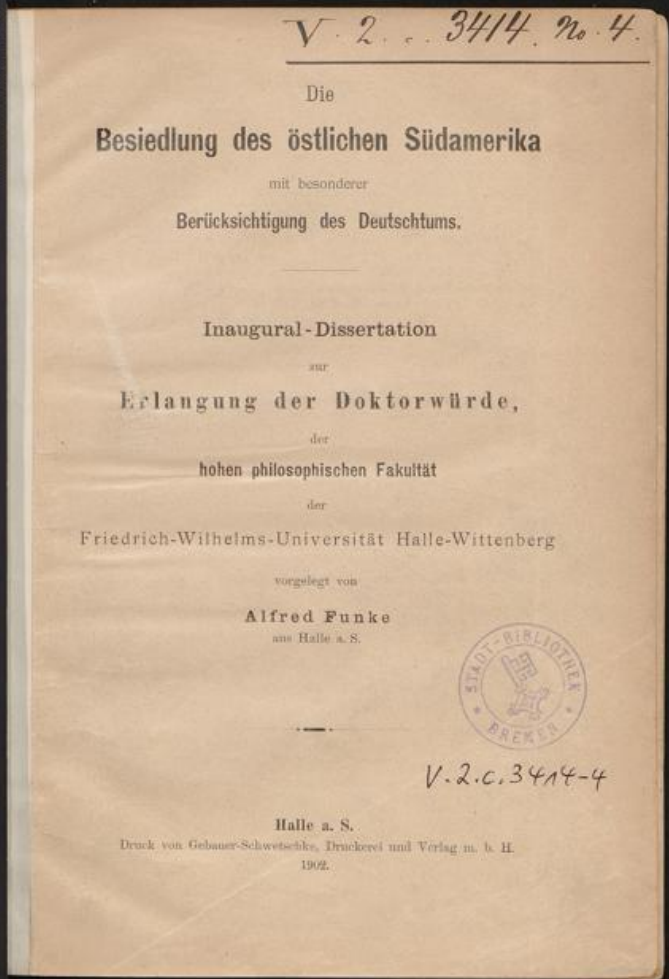 V. 2. c. 3414. No. 4.
Die
Besiedlung des östlichen Südamerika
mit besonderer
Berücksichtigung des Deutschtums.
Inaugural-Dissertation
zur
Erlangung der Doktorwürde,
der
hohen philosophischen Fakultät
der
Friedrich-Wilhelms-Universität Halle-Wittenberg
vorgelegt von
Alfred Funke
aus Halle a. S.
STADT-BIBLIOTHEK
BREMEN
V.2.c.3414-4
Halle a. S.
Druck von Gebauer-Schwetschke, Druckerei und Verlag m. b. H.
1902.